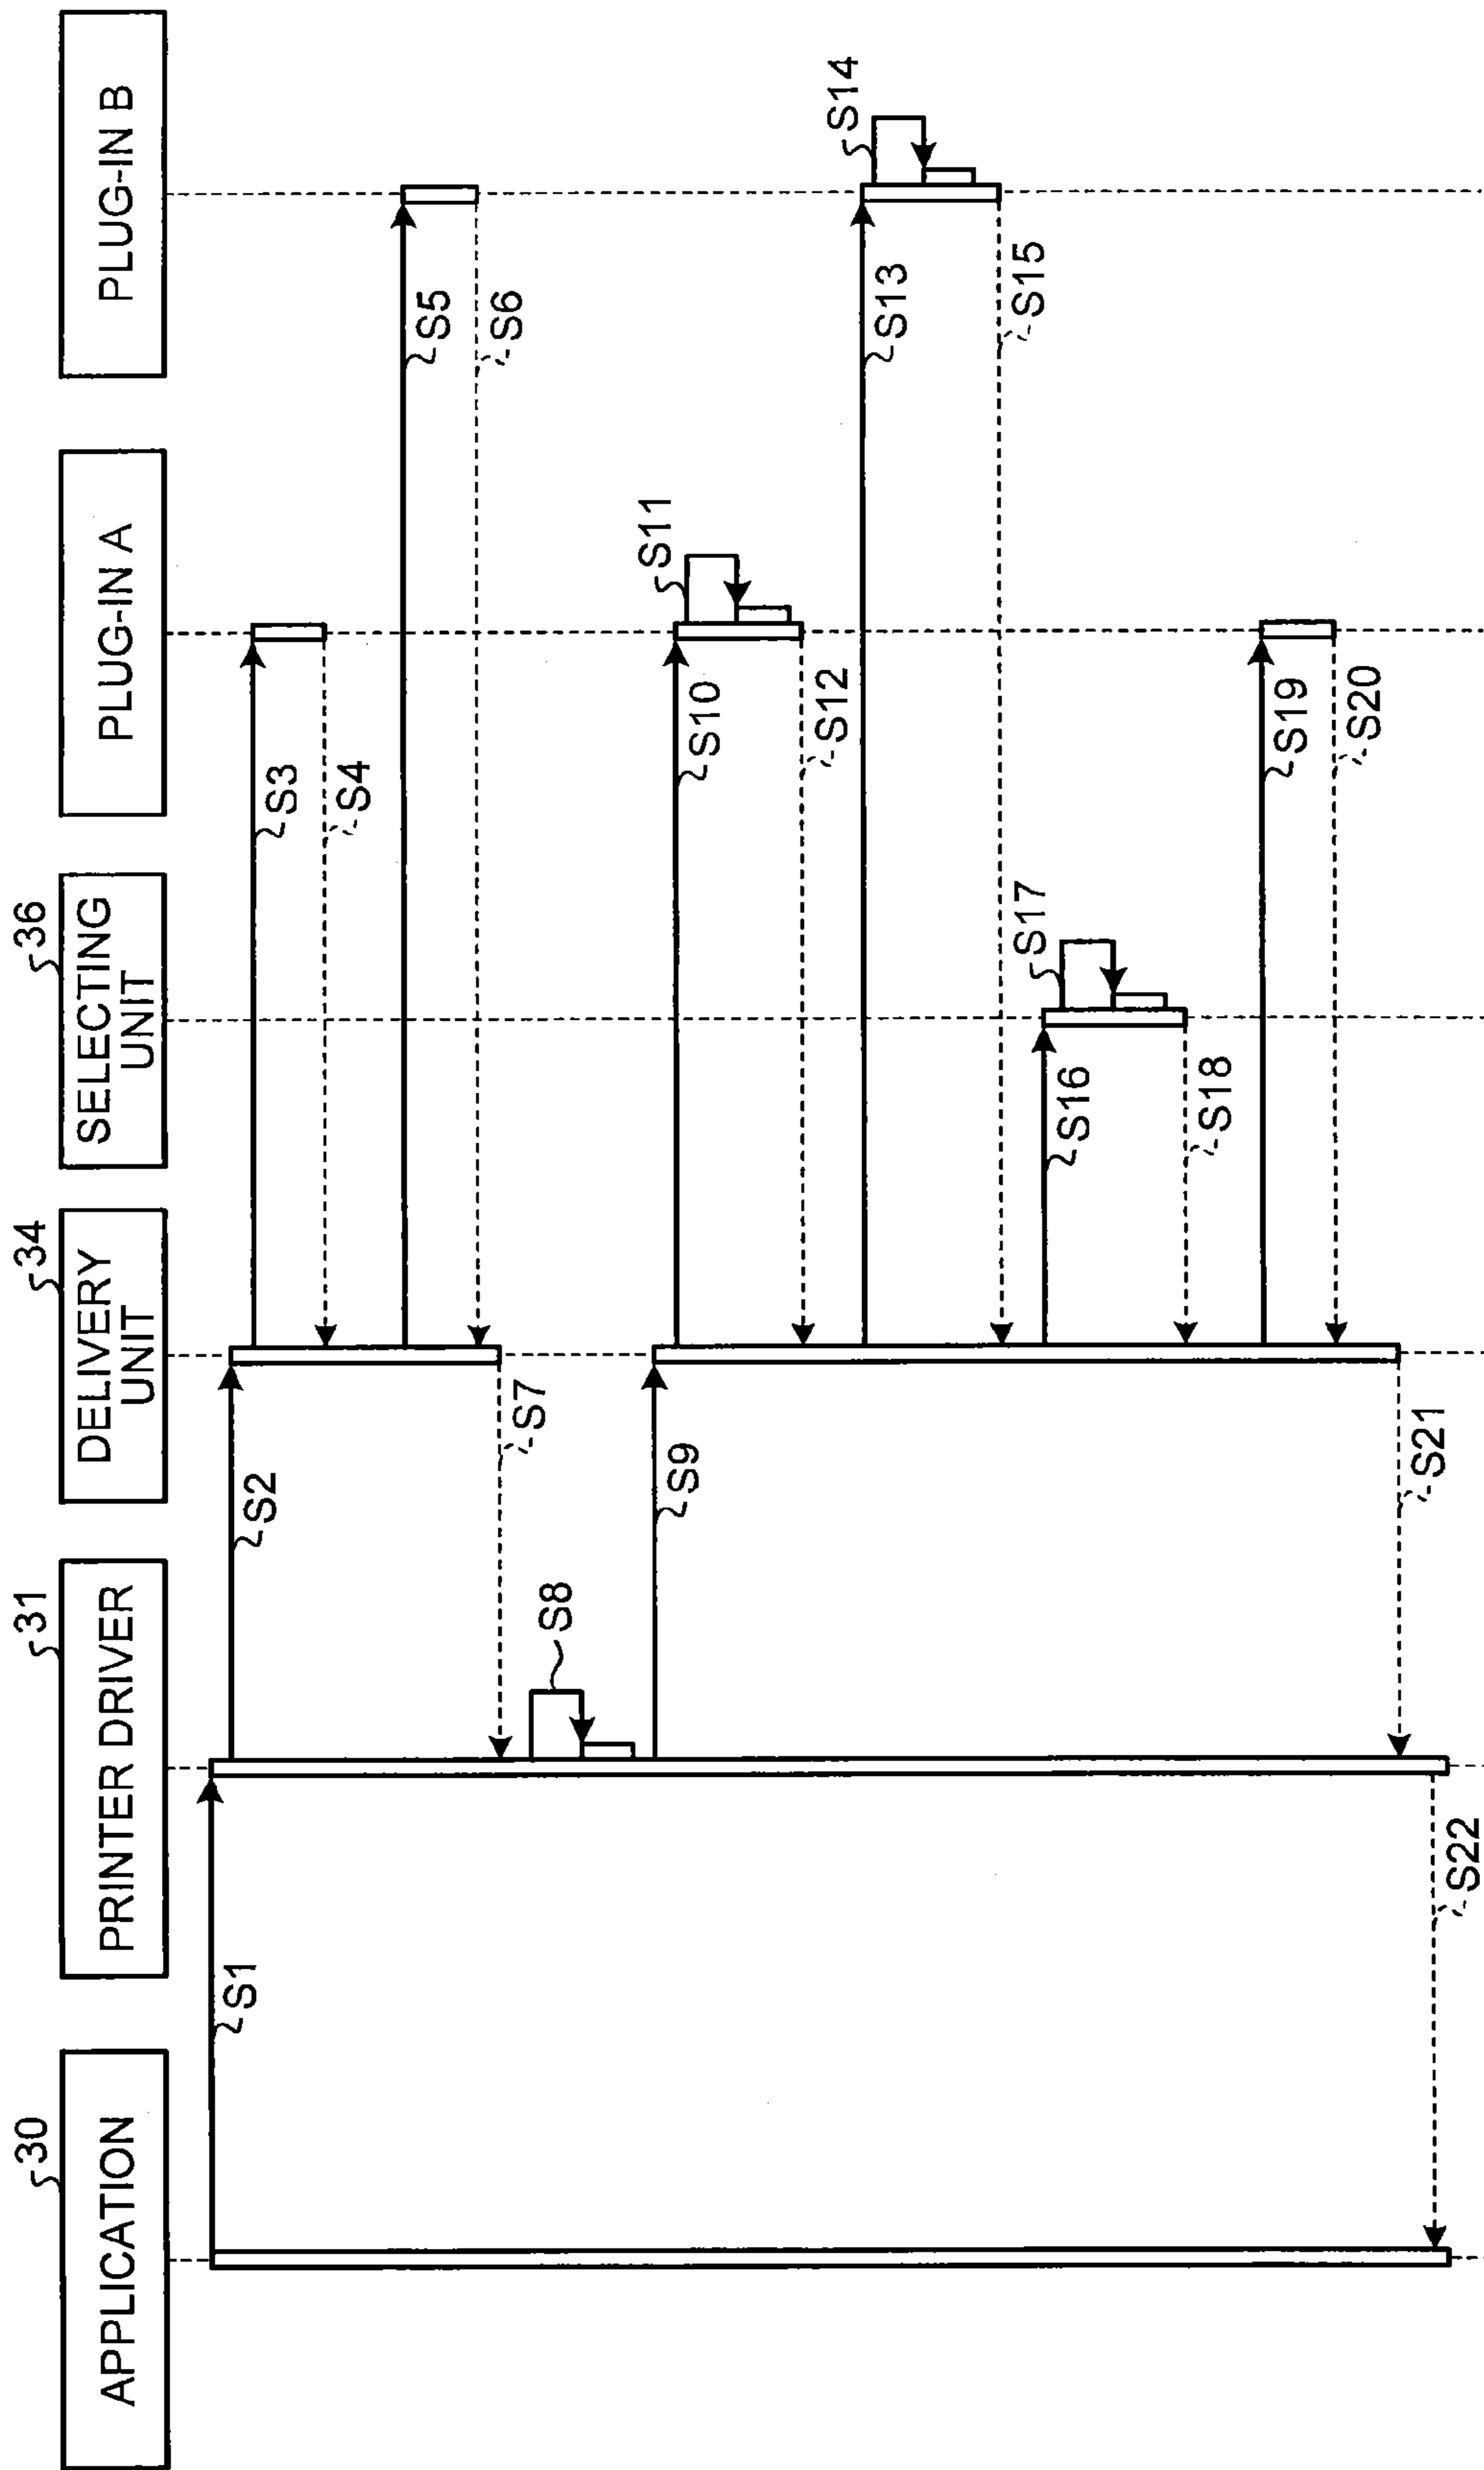 30
APPLICATION
31
PRINTER DRIVER
34
DELIVERY
UNIT
36
SELECTING
UNIT
PLUG-IN A
PLUG-IN B
S1
S2
S3
S4
S5
S6
S7
S8
S9
S10
S11
S12
S13
S14
S15
S16
S17
S18
S19
S20
S21
S22